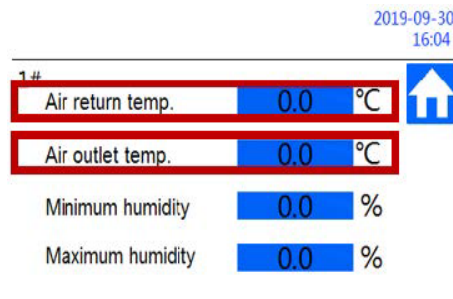 2019-09-30
16:04
1#
Air return temp. 0.0 ℃
Air outlet temp. 0.0 ℃
Minimum humidity 0.0 %
Maximum humidity 0.0 %